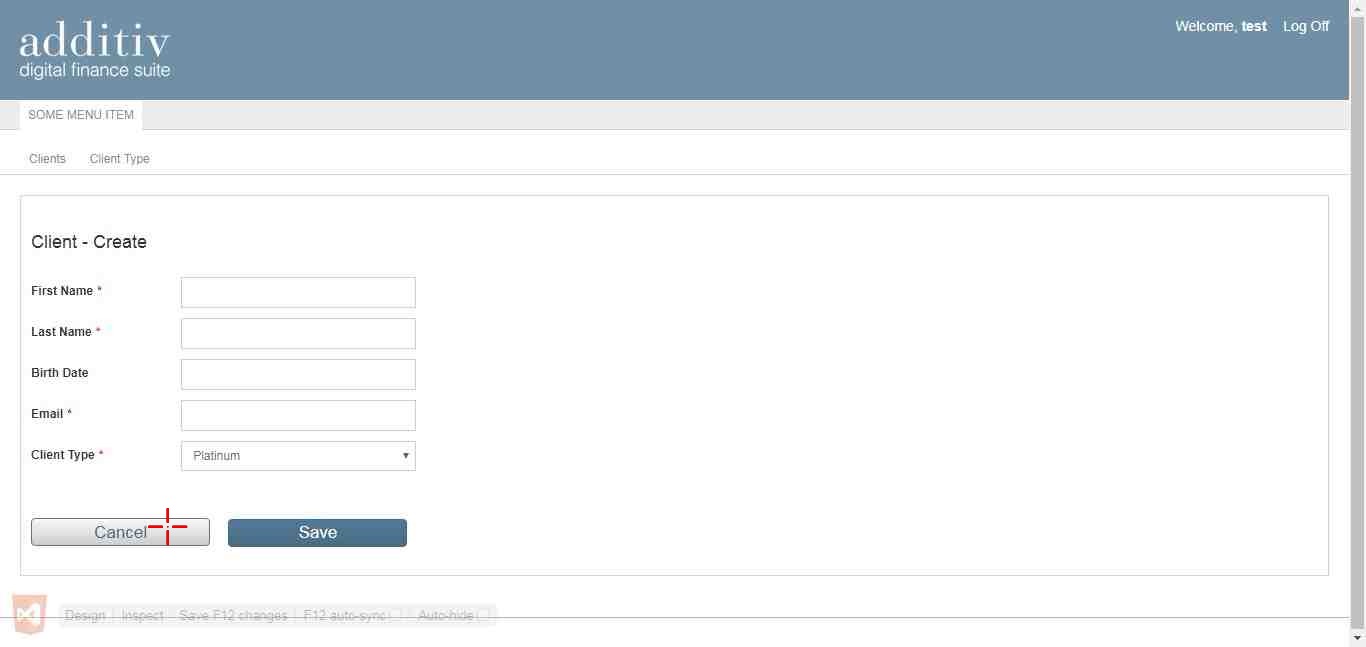 additiv
digital finance suite
Welcome, test Log Off
SOME MENU ITEM
Clients Client Type
Client - Create
First Name *
Last Name *
Birth Date
Email *
Client Type * Platinum
Cancel Save
Design Inspect Save F12 changes F12 auto-sync Auto-hide